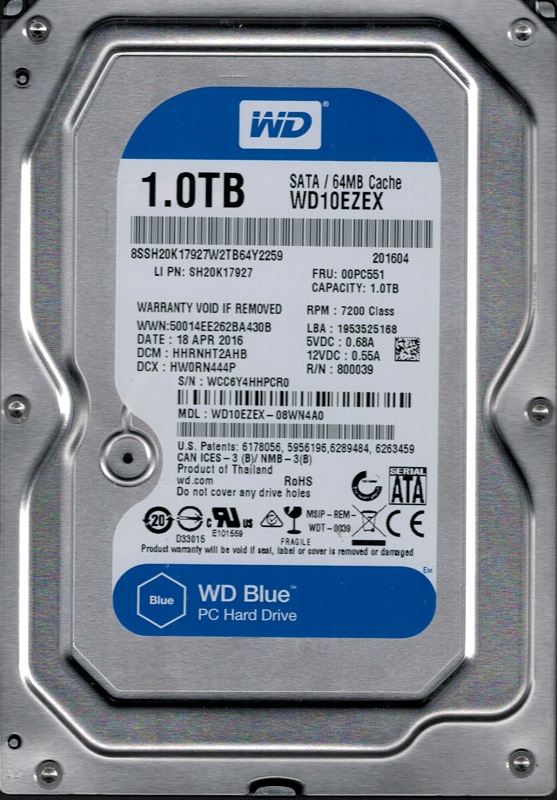 WD®
1.0TB
SATA / 64MB Cache
WD10EZEX
8SSH20K17927W2TB64Y2259
201604
LI PN: SH20K17927
FRU: 00PC551
CAPACITY: 1.0TB
WARRANTY VOID IF REMOVED
RPM : 7200 Class
WWN:50014EE262BA430B
LBA : 1953525168
DATE : 18 APR 2016
5VDC : 0.68A
DCM : HHRNHT2AHB
12VDC : 0.55A
DCX : HW0RN444P
R/N : 800039
S/N : WCC6Y4HHPCR0
MDL : WD10EZEX-08WN4A0
U.S. Patents: 6178056, 5956196,6289484, 6263459
CAN ICES-3 (B)/ NMB-3(B)
Product of Thailand
wd.com RoHS
Do not cover any drive holes
SERIAL
ATA
20
D33015
c UL us
E101559
FRAGILE
MSIP-REM-
WDT-0039
CE
Product warranty will be void if seal, label or cover is removed or damaged
EM
Blue
WD Blue™
PC Hard Drive